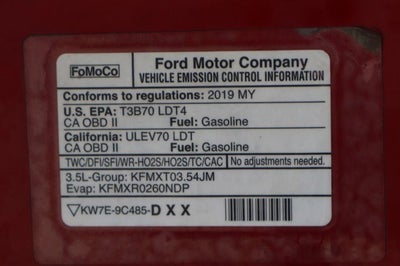 FoMoCo
Ford Motor Company
VEHICLE EMISSION CONTROL INFORMATION
Conforms to regulations: 2019 MY
U.S. EPA: T3B70 LDT4
CA OBD II Fuel: Gasoline
California: ULEV70 LDT
CA OBD II Fuel: Gasoline
TWC/DFI/SFI/WR-HO2S/HO2S/TC/CAC No adjustments needed.
3.5L-Group: KFMXT03.54JM
Evap: KFMXR0260NDP
KW7E-9C485-DXX